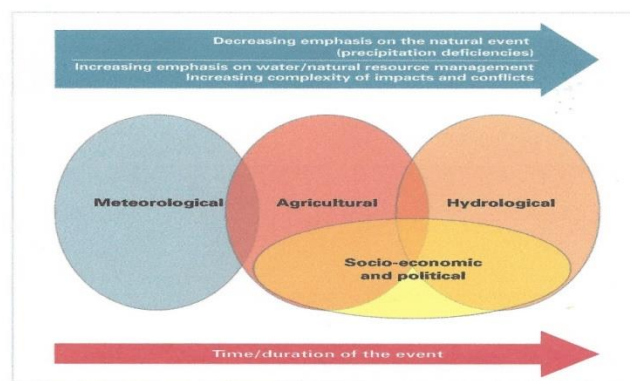 Decreasing emphasis on the natural event
(precipitation deficiencies)
Increasing emphasis on water/natural resource management
Increasing complexity of impacts and conflicts
Meteorological
Agricultural
Hydrological
Socio-economic
and political
Time/duration of the event